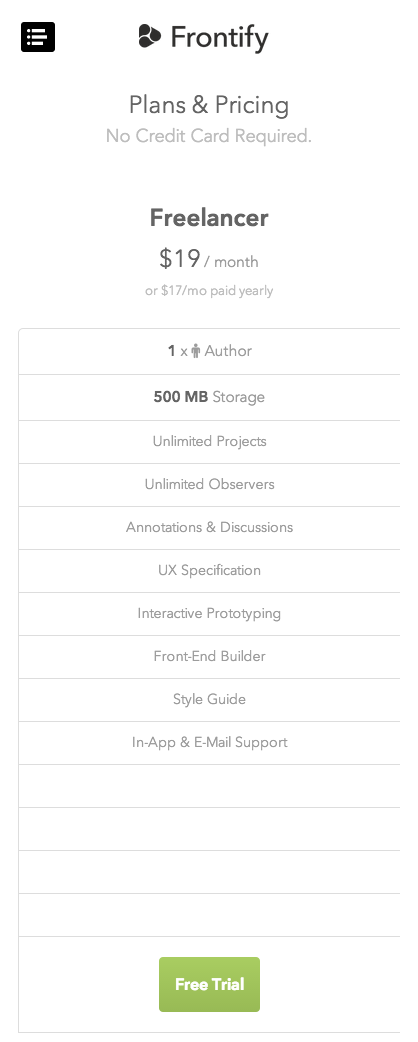 Frontify
Plans & Pricing
No Credit Card Required.
Freelancer
$19 / month
or $17/mo paid yearly
1 x Author
500 MB Storage
Unlimited Projects
Unlimited Observers
Annotations & Discussions
UX Specification
Interactive Prototyping
Front-End Builder
Style Guide
In-App & E-Mail Support
Free Trial